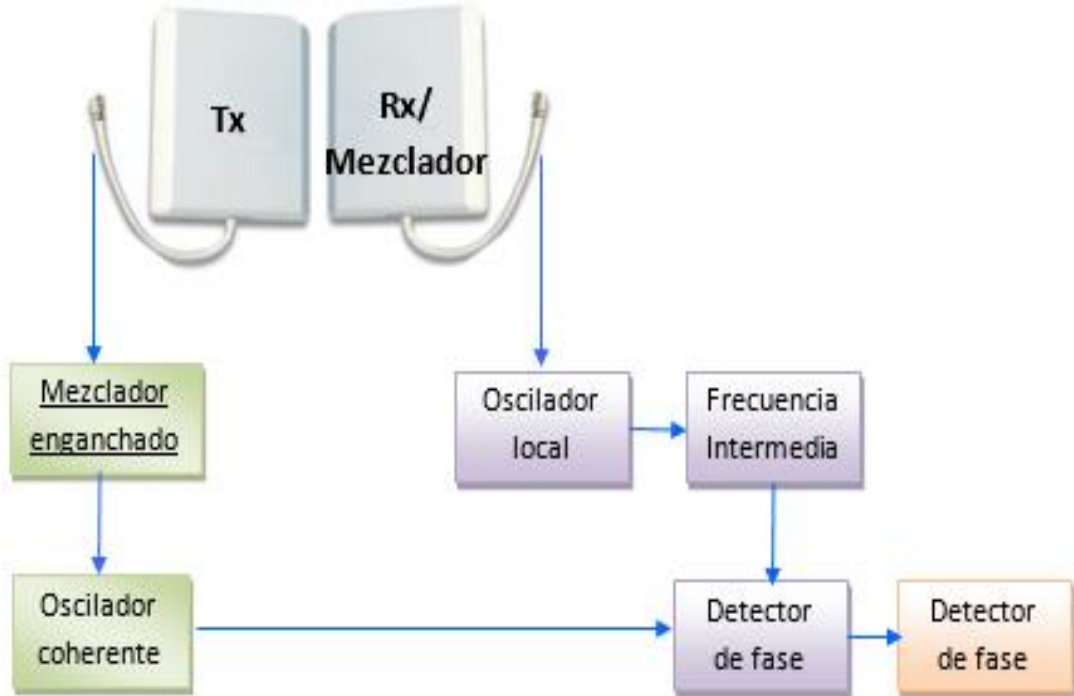 Tx
Rx/
Mezclador
Mezclador
enganchado
Oscilador
local
Frecuencia
Intermedia
Oscilador
coherente
Detector
de fase
Detector
de fase